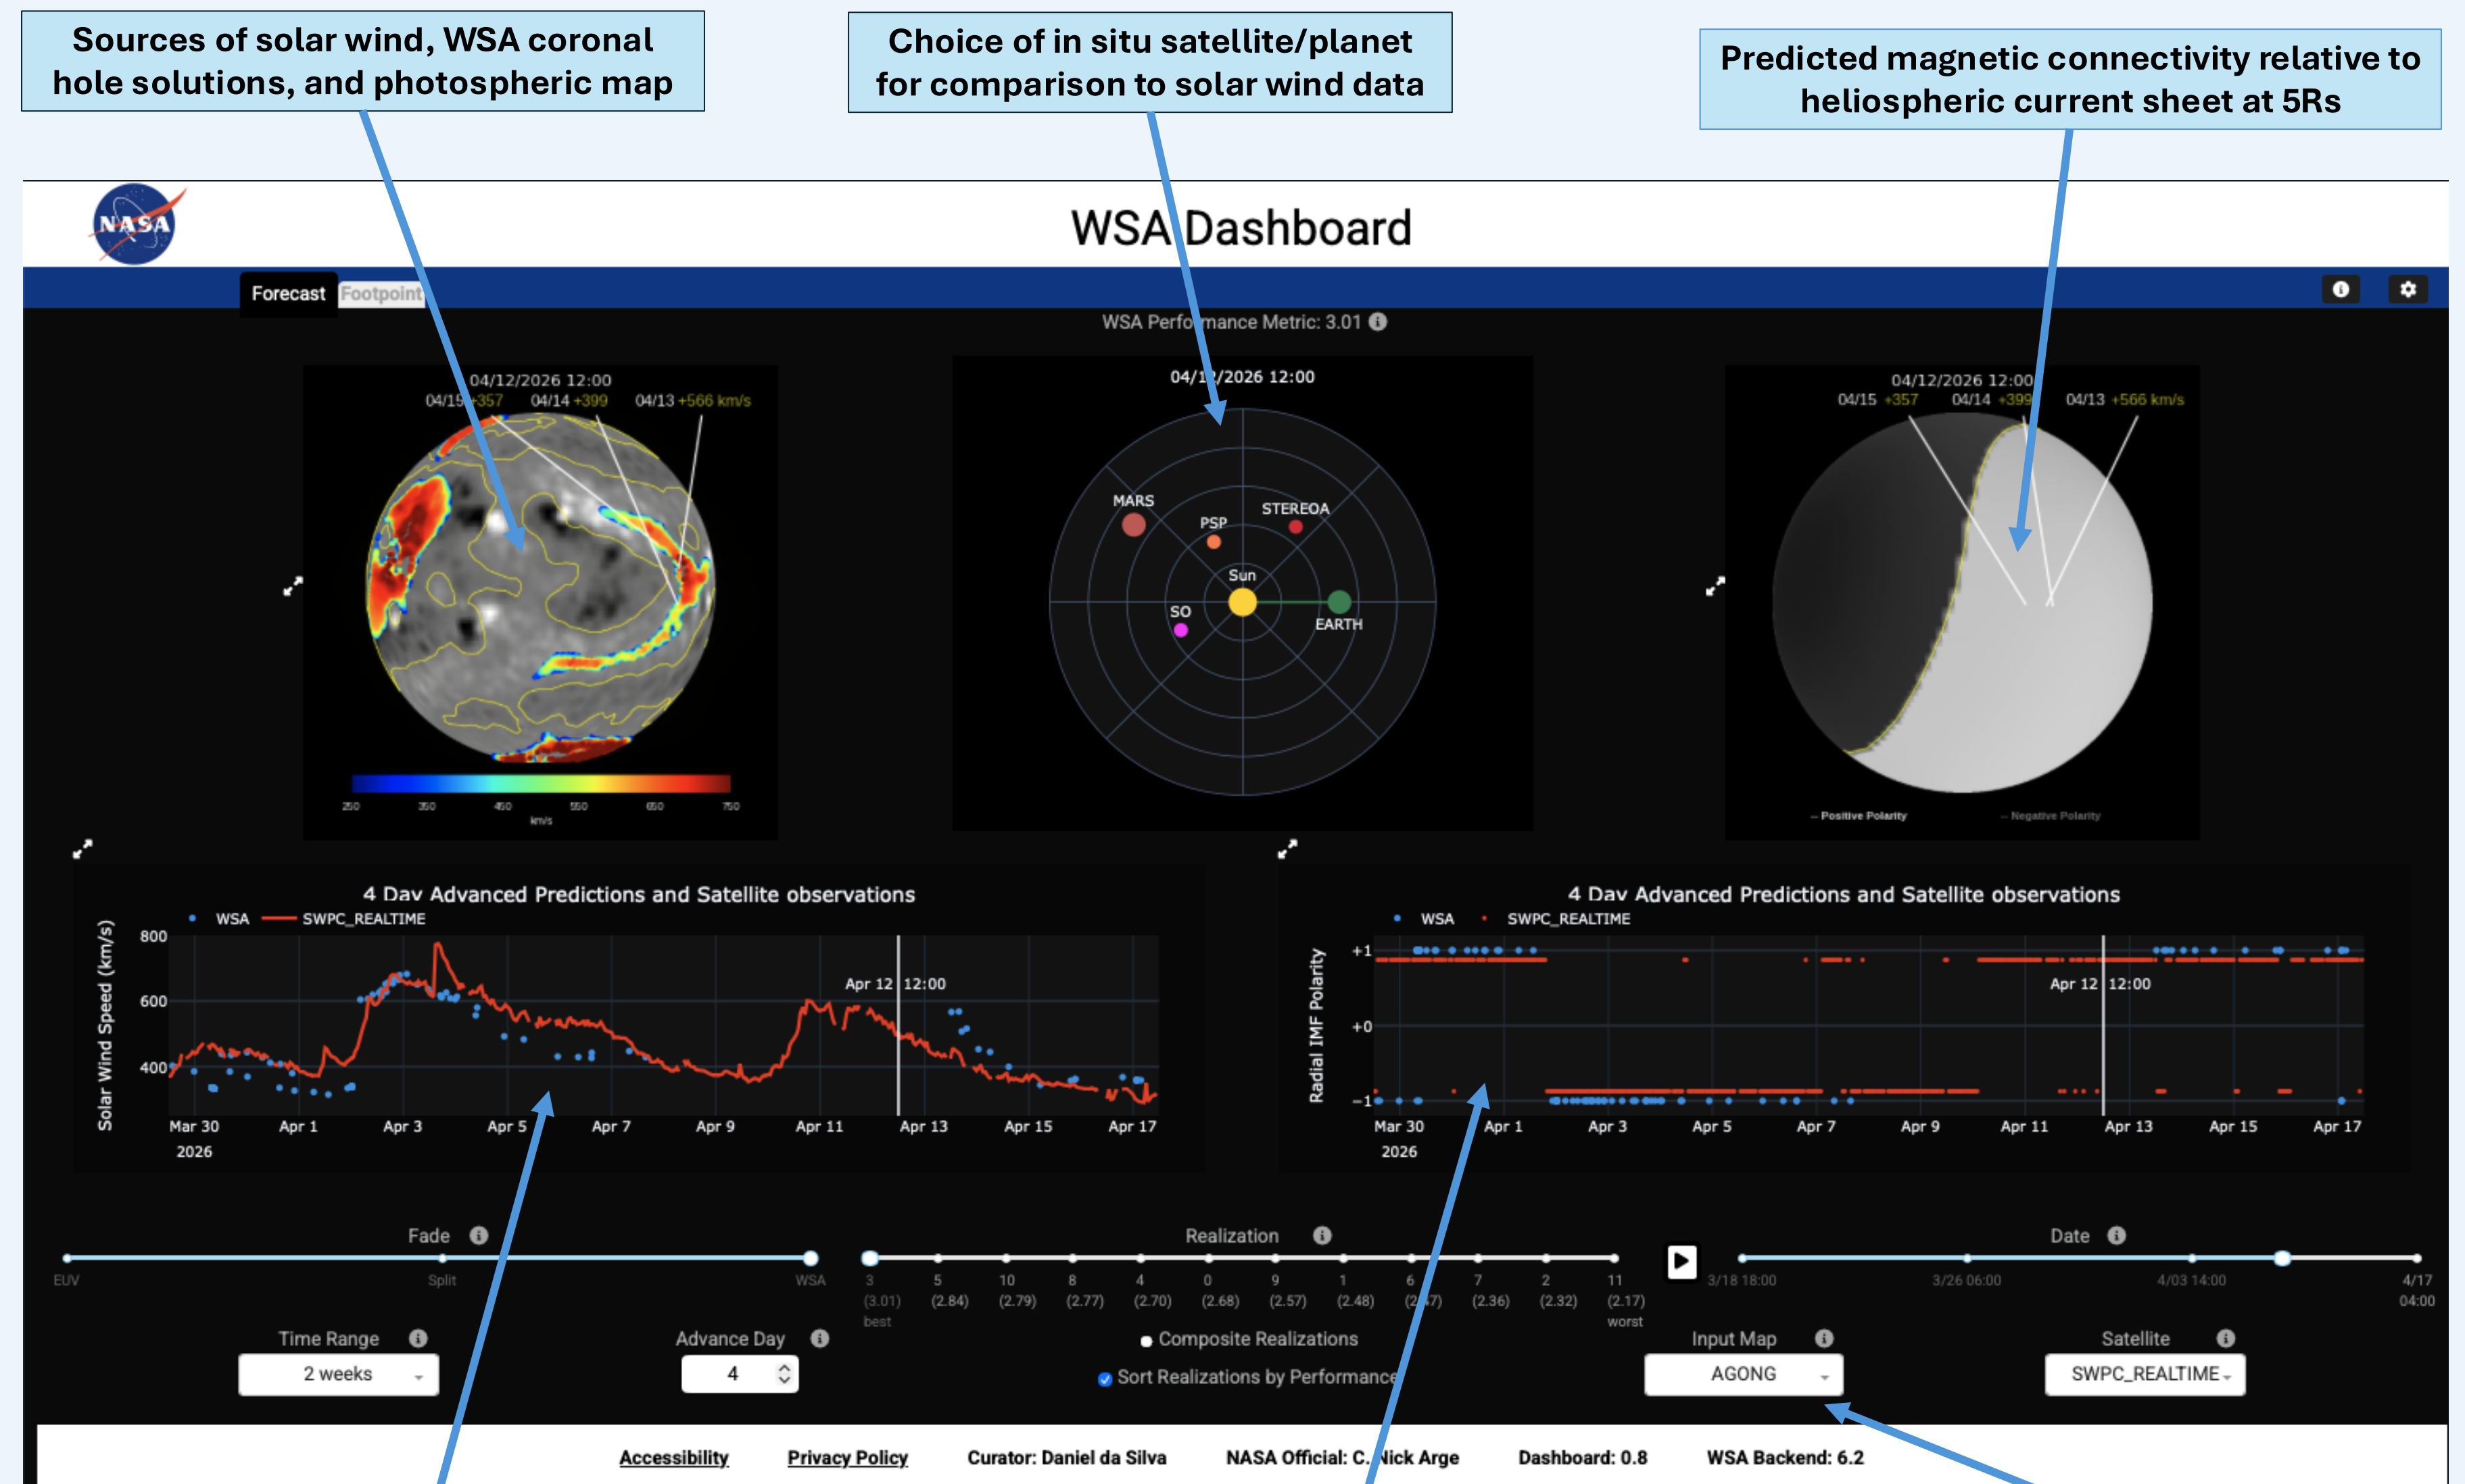 Sources of solar wind, WSA coronal
hole solutions, and photospheric map
Choice of in situ satellite/planet
for comparison to solar wind data
Predicted magnetic connectivity relative to
heliospheric current sheet at 5Rs
NASA
WSA Dashboard
Forecast
Footpoint
WSA Performance Metric: 3.01
04/12/2026 12:00
04/15 +357 04/14 +399 04/13 +566 km/s
250 350 450 550 650 750
km/s
04/12/2026 12:00
MARS
PSP
STEREOA
Sun
SO
EARTH
04/12/2026 12:00
04/15 +357 04/14 +399 04/13 +566 km/s
-- Positive Polarity
-- Negative Polarity
4 Day Advanced Predictions and Satellite observations
WSA SWPC_REALTIME
Solar Wind Speed (km/s)
800
600
400
Apr 12 12:00
Mar 30 Apr 1 Apr 3 Apr 5 Apr 7 Apr 9 Apr 11 Apr 13 Apr 15 Apr 17
2026
4 Day Advanced Predictions and Satellite observations
WSA SWPC_REALTIME
Radial IMF Polarity
+1
+0
−1
Apr 12 12:00
Mar 30 Apr 1 Apr 3 Apr 5 Apr 7 Apr 9 Apr 11 Apr 13 Apr 15 Apr 17
2026
Fade
EUV Split WSA
Realization
3 5 10 8 4 0 9 1 6 7 2 11
(3.01) (2.84) (2.79) (2.77) (2.70) (2.68) (2.57) (2.48) (2.36) (2.32) (2.17)
best worst
Date
3/18 18:00 3/26 06:00 4/03 14:00 4/17
04:00
Time Range
2 weeks
Advance Day
4
Composite Realizations
Sort Realizations by Performance
Input Map
AGONG
Satellite
SWPC_REALTIME
Accessibility Privacy Policy Curator: Daniel da Silva NASA Official: C. Nick Arge Dashboard: 0.8 WSA Backend: 6.2